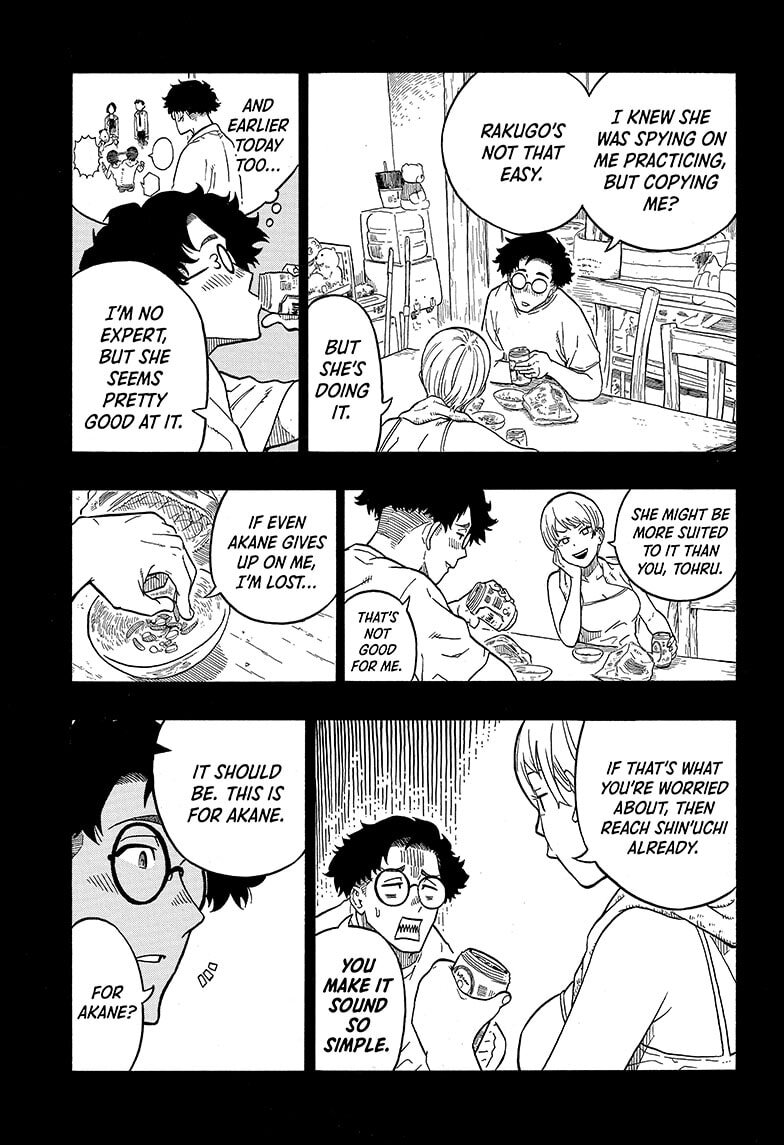 I KNEW SHE
WAS SPYING ON
ME PRACTICING,
BUT COPYING
ME?
RAKUGO'S
NOT THAT
EASY.
BUT
SHE'S
DOING
IT.
AND
EARLIER
TODAY
TOO...
I'M NO
EXPERT,
BUT SHE
SEEMS
PRETTY
GOOD AT IT.
SHE MIGHT BE
MORE SUITED
TO IT THAN
YOU, TOHRU.
THAT'S
NOT
GOOD
FOR ME.
IF EVEN
AKANE GIVES
UP ON ME,
I'M LOST...
IF THAT'S WHAT
YOU'RE WORRIED
ABOUT, THEN
REACH SHIN'UCHI
ALREADY.
YOU
MAKE IT
SOUND
SO
SIMPLE.
IT SHOULD
BE. THIS IS
FOR AKANE.
FOR
AKANE?